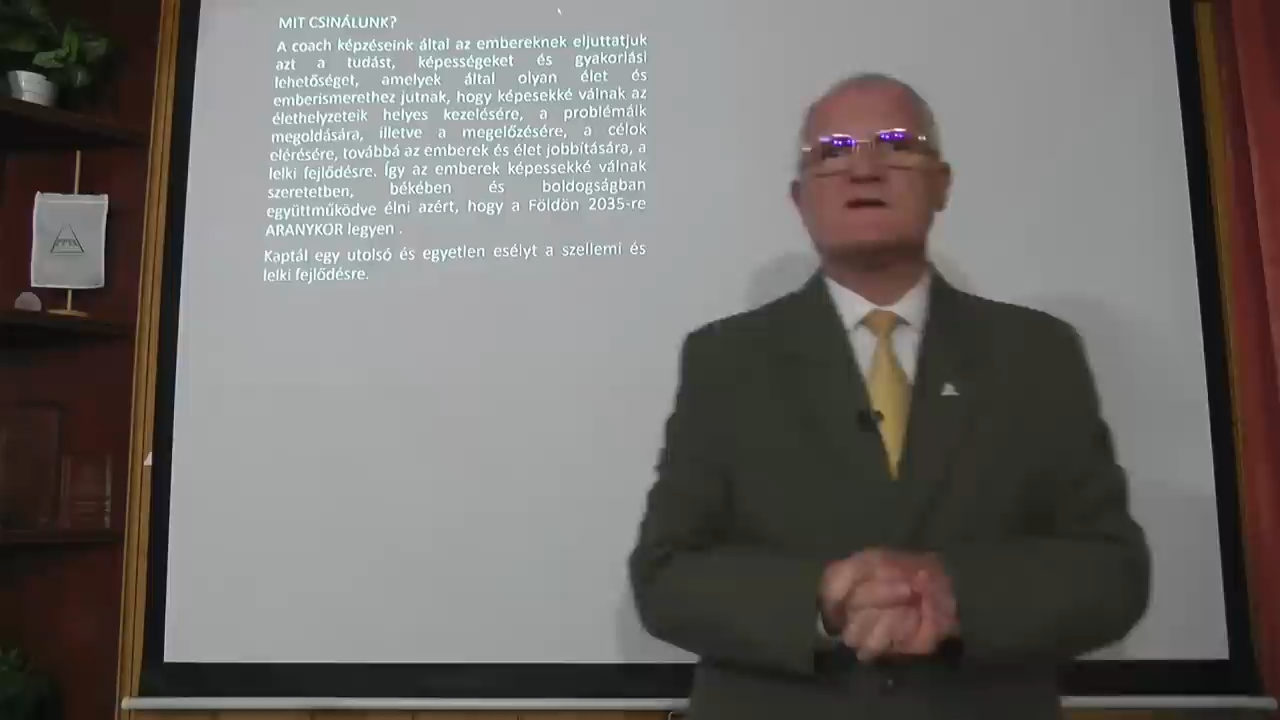 MIT CSINÁLUNK?
A coach képzéseink által az embereknek eljuttatjuk
azt a tudást, képességeket és gyakorlási
lehetőséget, amelyek által olyan élet és
emberismerethez jutnak, hogy képesekké válnak az
élethelyzeteik helyes kezelésére, a problémáik
megoldására, illetve a megelőzésére, a célok
elérésére, továbbá az emberek és élet jobbítására, a
lelki fejlődésre. Így az emberek képessekké válnak
szeretetben, békében és boldogságban
együttműködve élni azért, hogy a Földön 2035-re
ARANYKOR legyen .
Kaptál egy utolsó és egyetlen esélyt a szellemi és
lelki fejlődésre.